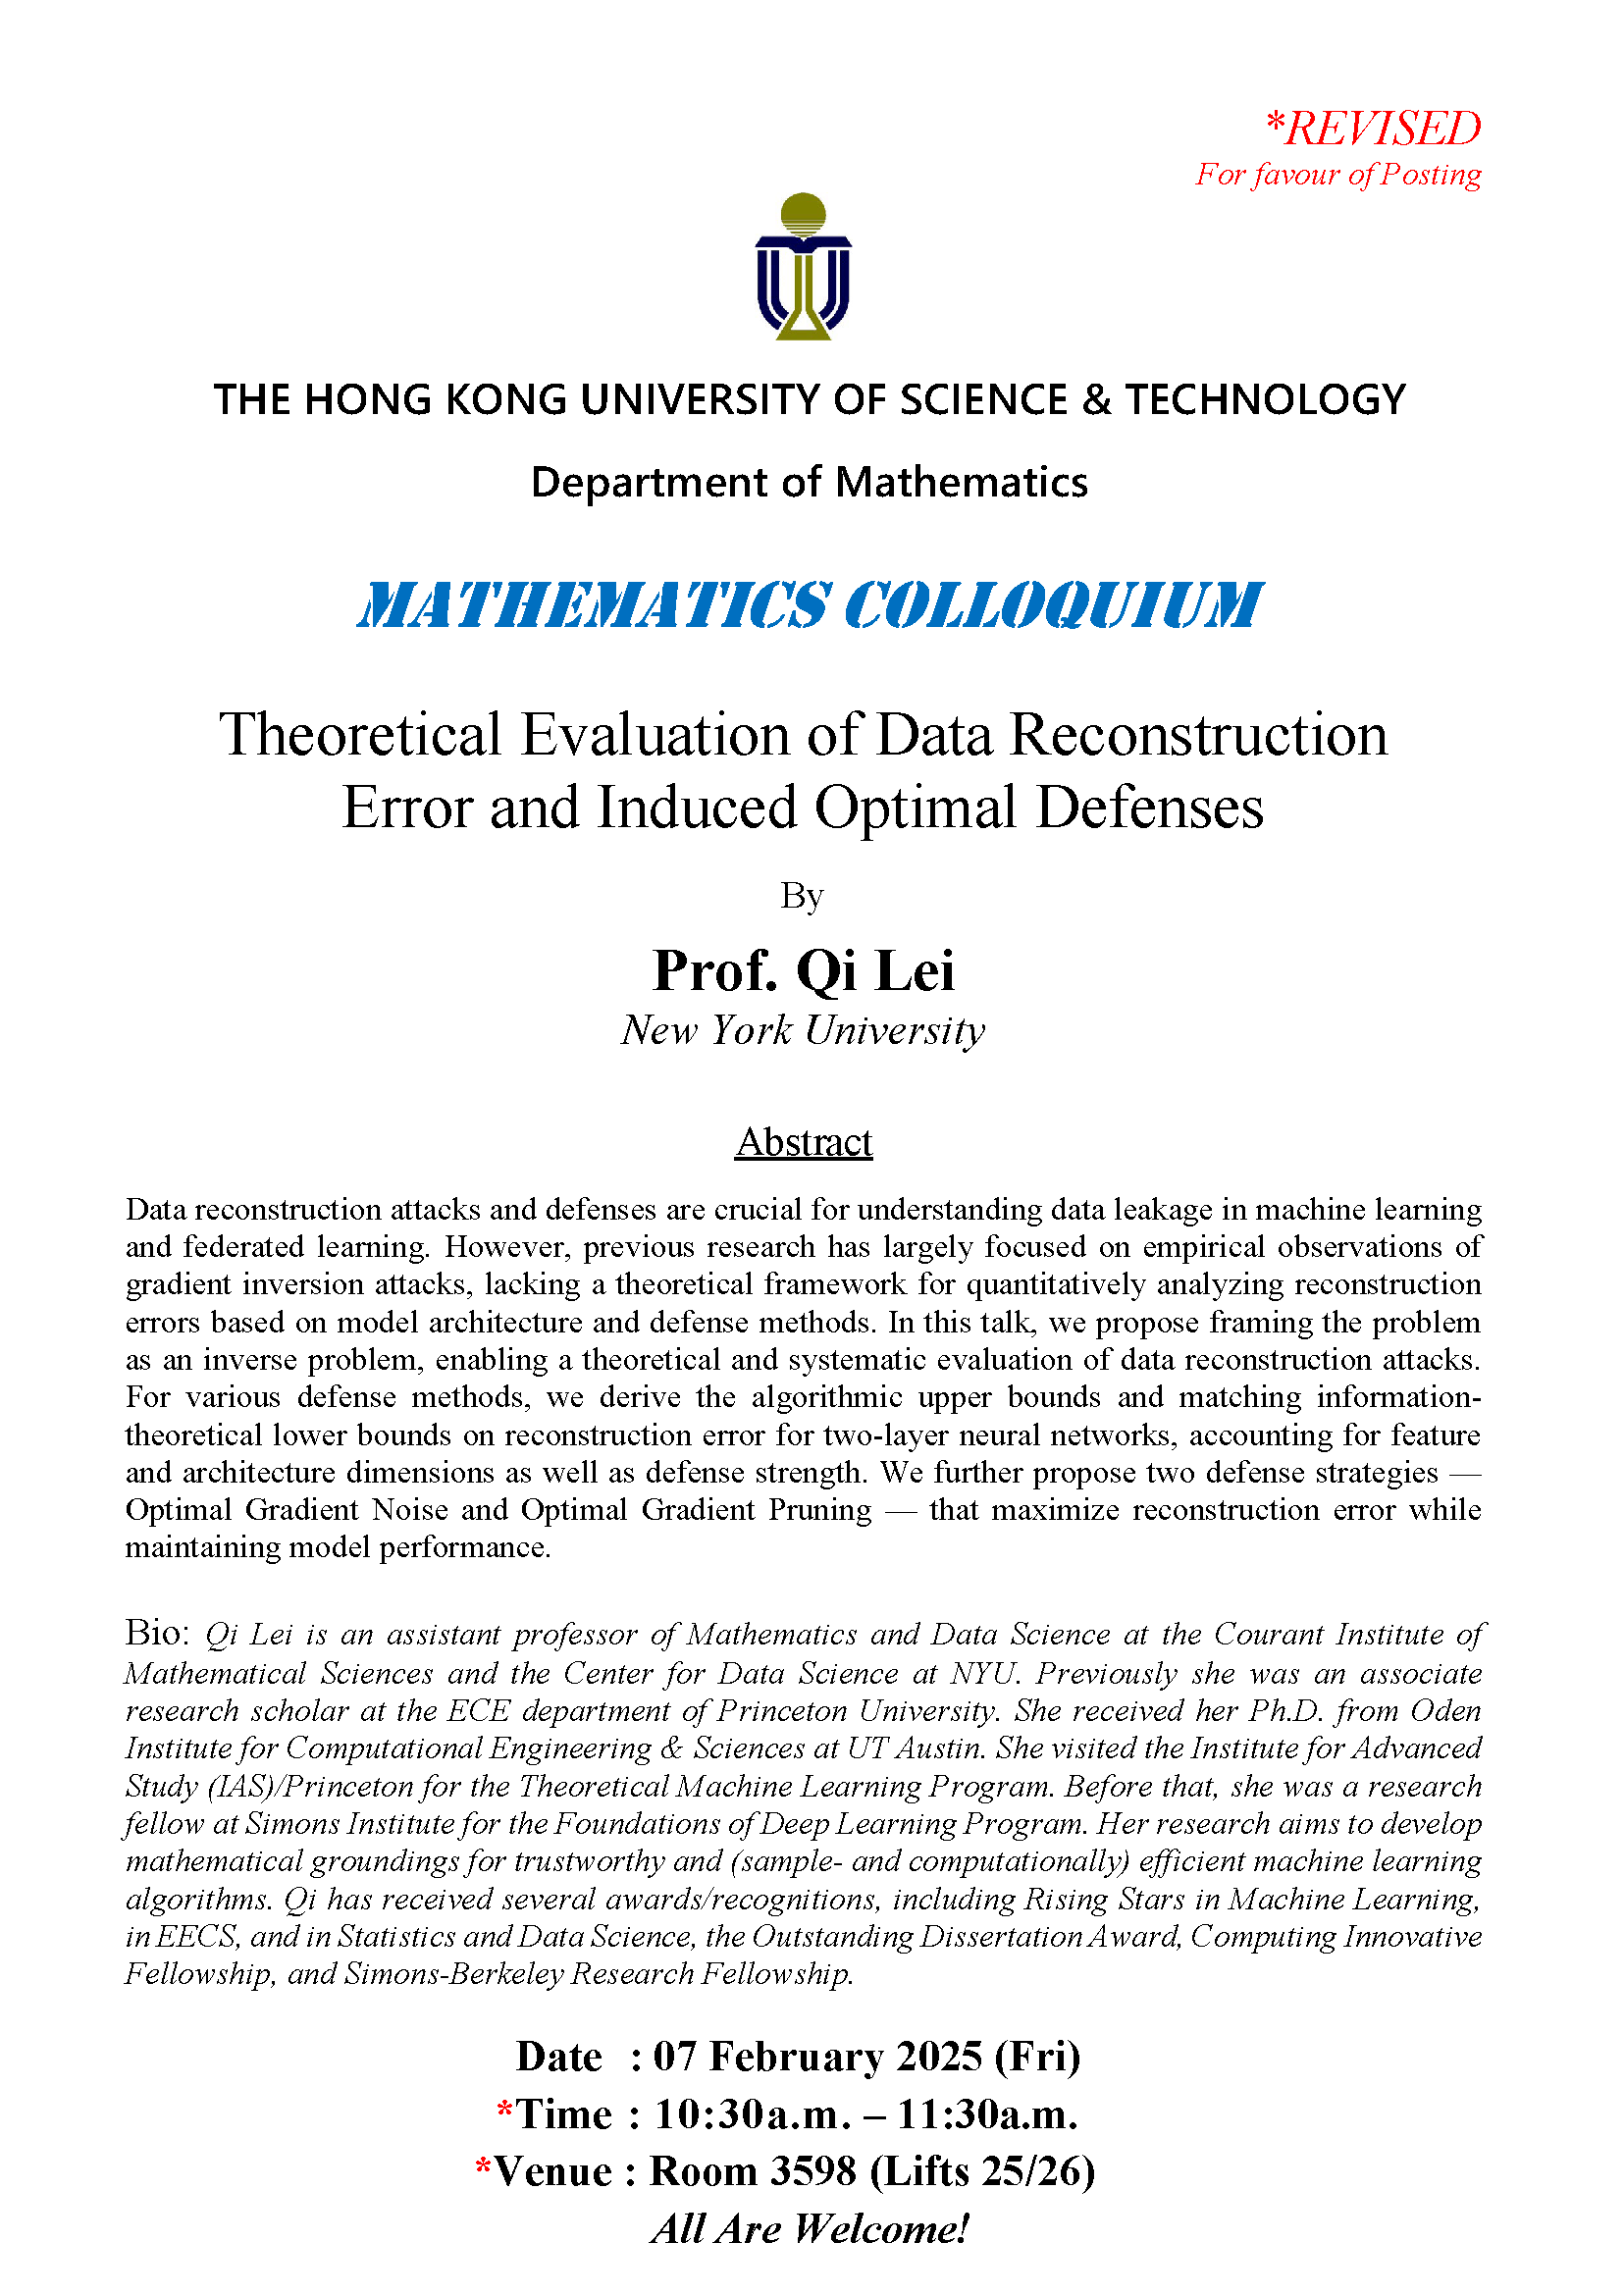 *REVISED
For favour of Posting
THE HONG KONG UNIVERSITY OF SCIENCE & TECHNOLOGY
Department of Mathematics
MATHEMATICS COLLOQUIUM
Theoretical Evaluation of Data Reconstruction
Error and Induced Optimal Defenses
By
Prof. Qi Lei
New York University
Abstract
Data reconstruction attacks and defenses are crucial for understanding data leakage in machine learning
and federated learning. However, previous research has largely focused on empirical observations of
gradient inversion attacks, lacking a theoretical framework for quantitatively analyzing reconstruction
errors based on model architecture and defense methods. In this talk, we propose framing the problem
as an inverse problem, enabling a theoretical and systematic evaluation of data reconstruction attacks.
For various defense methods, we derive the algorithmic upper bounds and matching information-
theoretical lower bounds on reconstruction error for two-layer neural networks, accounting for feature
and architecture dimensions as well as defense strength. We further propose two defense strategies —
Optimal Gradient Noise and Optimal Gradient Pruning — that maximize reconstruction error while
maintaining model performance.
Bio: Qi Lei is an assistant professor of Mathematics and Data Science at the Courant Institute of
Mathematical Sciences and the Center for Data Science at NYU. Previously she was an associate
research scholar at the ECE department of Princeton University. She received her Ph.D. from Oden
Institute for Computational Engineering & Sciences at UT Austin. She visited the Institute for Advanced
Study (IAS)/Princeton for the Theoretical Machine Learning Program. Before that, she was a research
fellow at Simons Institute for the Foundations of Deep Learning Program. Her research aims to develop
mathematical groundings for trustworthy and (sample- and computationally) efficient machine learning
algorithms. Qi has received several awards/recognitions, including Rising Stars in Machine Learning,
in EECS, and in Statistics and Data Science, the Outstanding Dissertation Award, Computing Innovative
Fellowship, and Simons-Berkeley Research Fellowship.
Date : 07 February 2025 (Fri)
*Time : 10:30a.m. – 11:30a.m.
*Venue : Room 3598 (Lifts 25/26)
All Are Welcome!